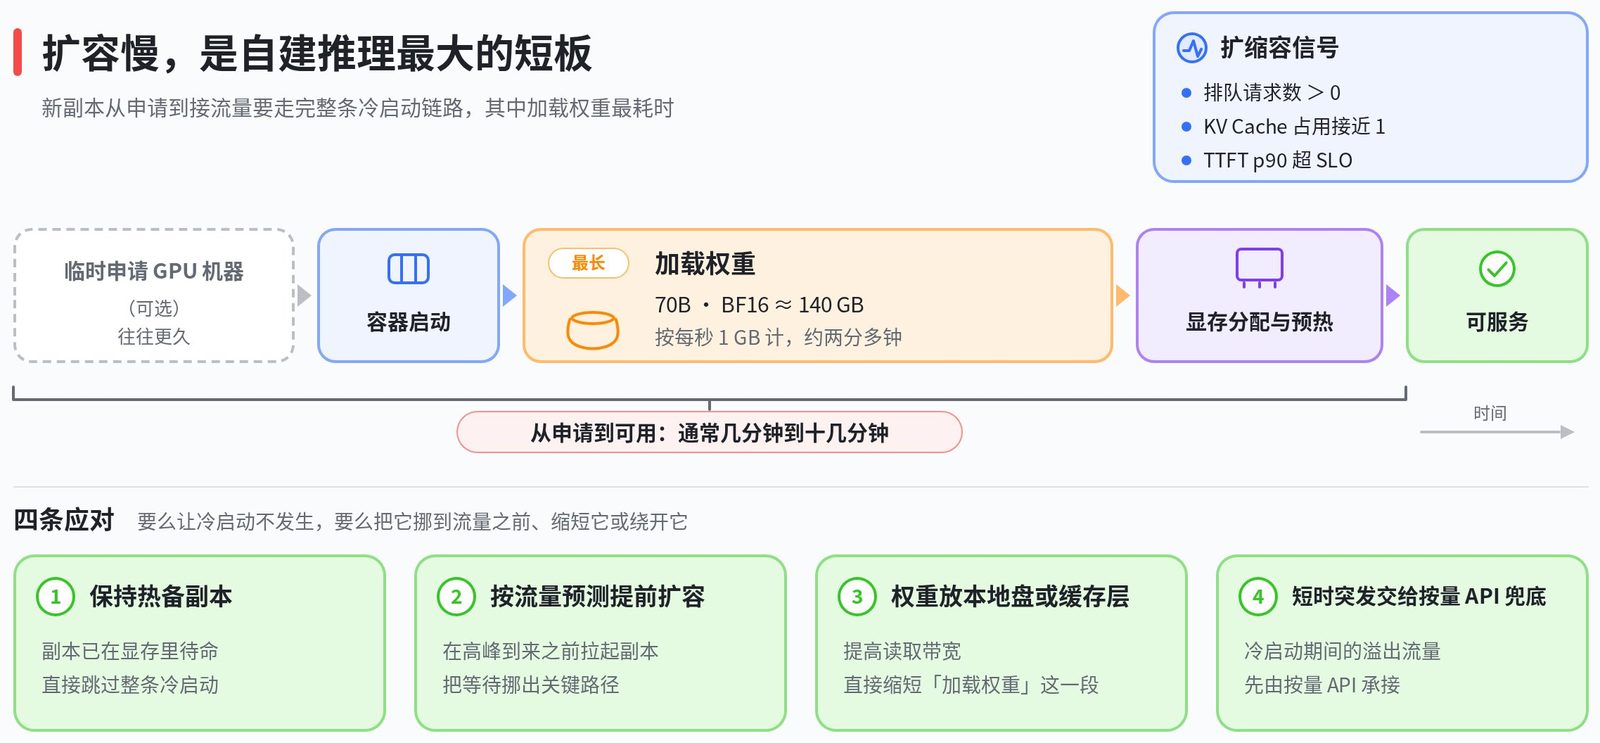 扩容慢，是自建推理最大的短板
新副本从申请到接流量要走完整条冷启动链路，其中加载权重最耗时
扩缩容信号
排队请求数 > 0
KV Cache 占用接近 1
TTFT p90 超 SLO
临时申请 GPU 机器
（可选）
往往更久
容器启动
最长
加载权重
70B · BF16 ≈ 140 GB
按每秒 1 GB 计，约两分多钟
显存分配与预热
可服务
从申请到可用：通常几分钟到十几分钟
时间
四条应对 要么让冷启动不发生，要么把它挪到流量之前、缩短它或绕开它
1 保持热备副本
副本已在显存里待命
直接跳过整条冷启动
2 按流量预测提前扩容
在高峰到来之前拉起副本
把等待挪出关键路径
3 权重放本地盘或缓存层
提高读取带宽
直接缩短「加载权重」这一段
4 短时突发交给按量 API 兜底
冷启动期间的溢出流量
先由按量 API 承接